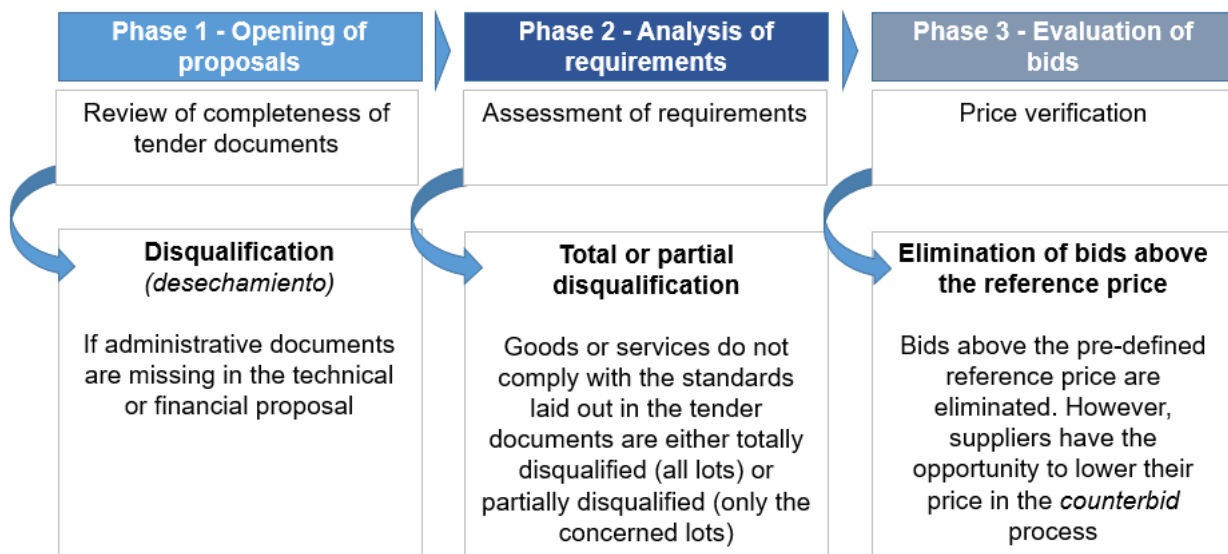 Phase 1 - Opening of
proposals
Review of completeness of
tender documents
Disqualification
(desechamiento)
If administrative documents
are missing in the technical
or financial proposal
Phase 2 - Analysis of
requirements
Assessment of requirements
Total or partial
disqualification
Goods or services do not
comply with the standards
laid out in the tender
documents are either totally
disqualified (all lots) or
partially disqualified (only the
concerned lots)
Phase 3 - Evaluation of
bids
Price verification
Elimination of bids above
the reference price
Bids above the pre-defined
reference price are
eliminated. However,
suppliers have the
opportunity to lower their
price in the counterbid
process